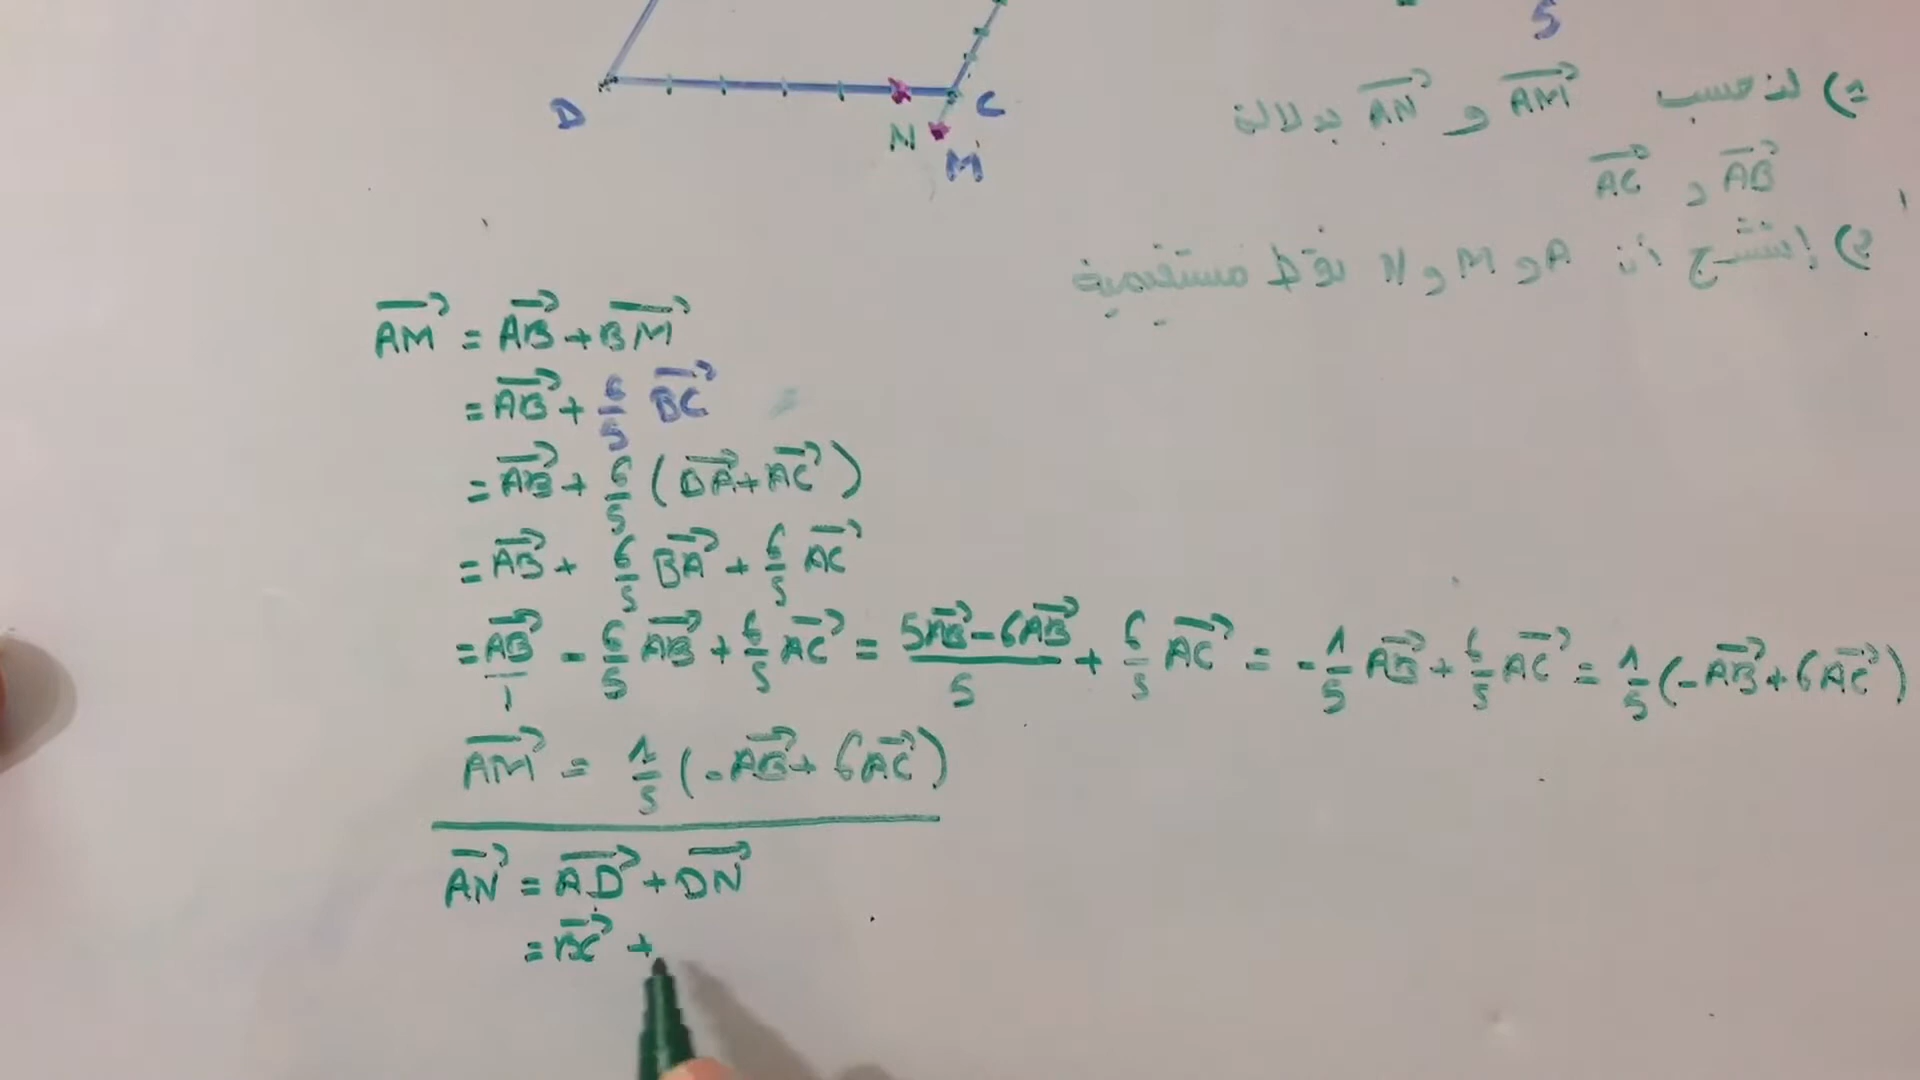 5
D
C
N
M
لنحسب AM⃗ و AN⃗ بدلالة
AB⃗ و AC⃗
استنتج أن A و M و N نقط مستقيمية
AM⃗ = AB⃗ + BM⃗
= AB⃗ + 6/5 BC⃗
= AB⃗ + 6/5 (BA⃗ + AC⃗)
= AB⃗ + 6/5 BA⃗ + 6/5 AC⃗
= AB⃗/1 - 6/5 AB⃗ + 6/5 AC⃗ = (5AB⃗ - 6AB⃗)/5 + 6/5 AC⃗ = -1/5 AB⃗ + 6/5 AC⃗ = 1/5 (-AB⃗ + 6AC⃗)
AM⃗ = 1/5 (-AB⃗ + 6AC⃗)
AN⃗ = AD⃗ + DN⃗
= BC⃗ +